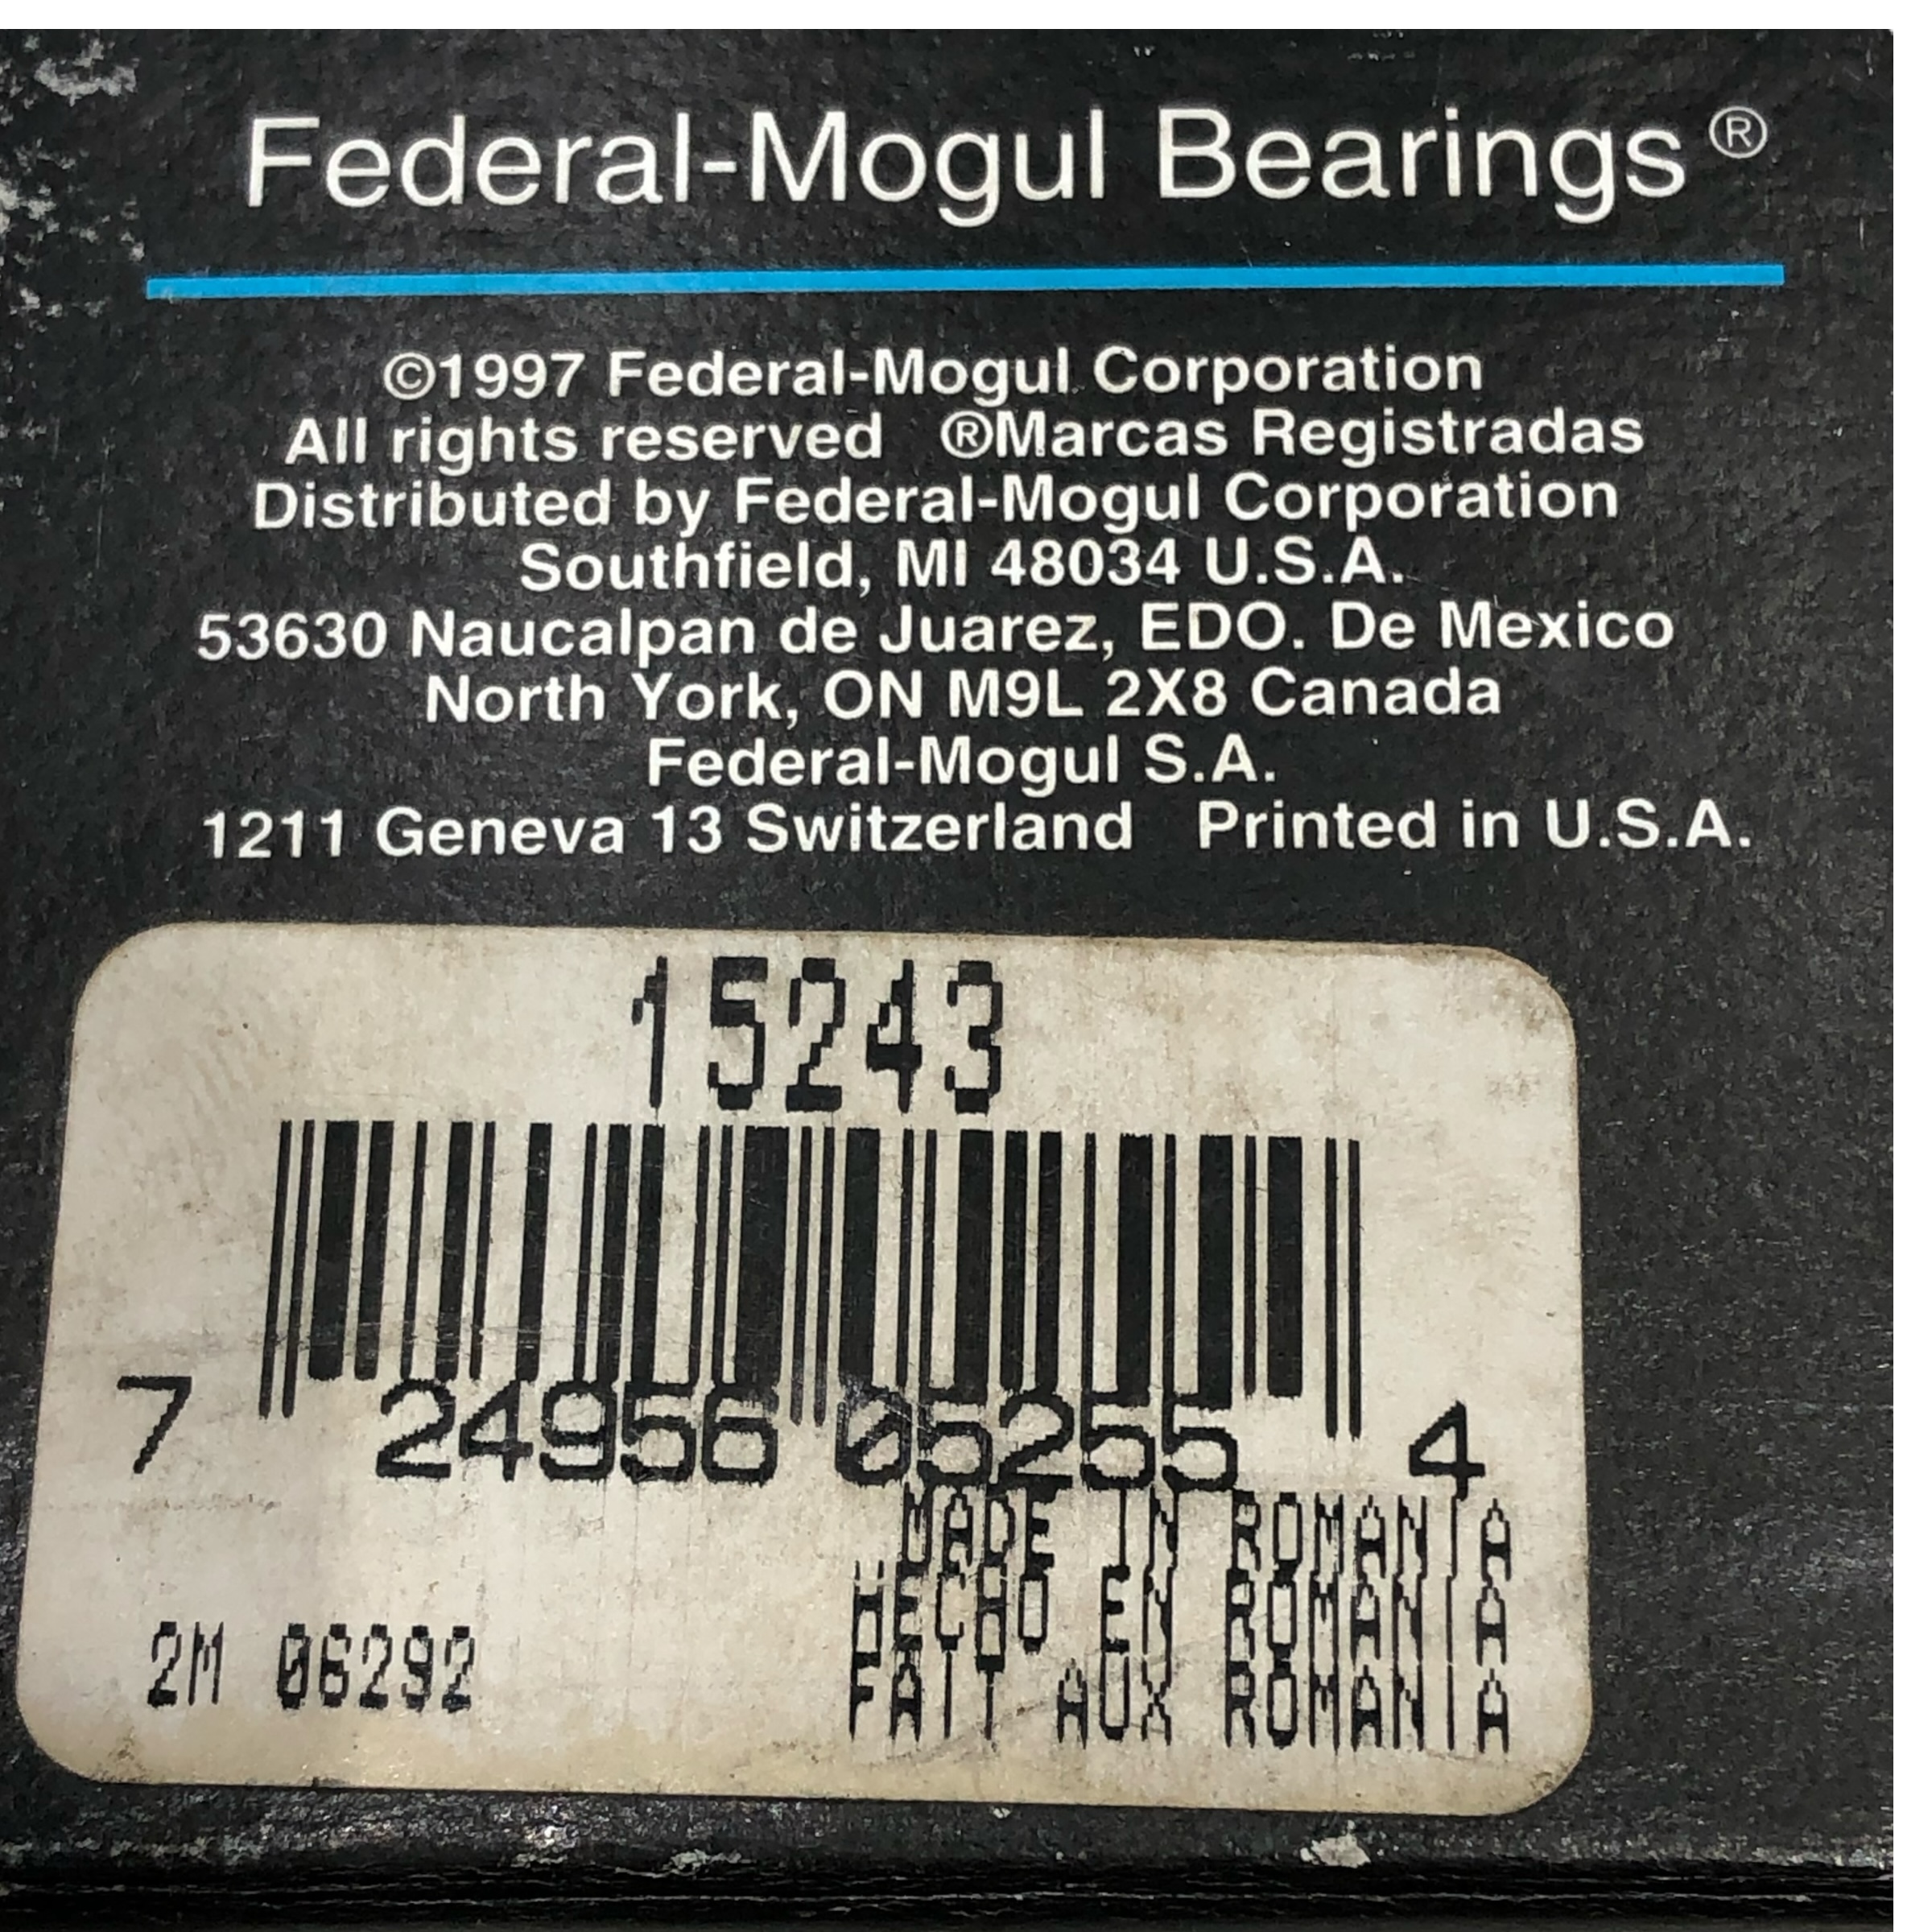 Federal-Mogul Bearings®
©1997 Federal-Mogul Corporation
All rights reserved ®Marcas Registradas
Distributed by Federal-Mogul Corporation
Southfield, MI 48034 U.S.A.
53630 Naucalpan de Juarez, EDO. De Mexico
North York, ON M9L 2X8 Canada
Federal-Mogul S.A.
1211 Geneva 13 Switzerland Printed in U.S.A.
15243
7 24956 05255 4
MADE IN ROMANIA
HECHO EN ROMANIA
2M 06292 FAIT AUX ROMANIA